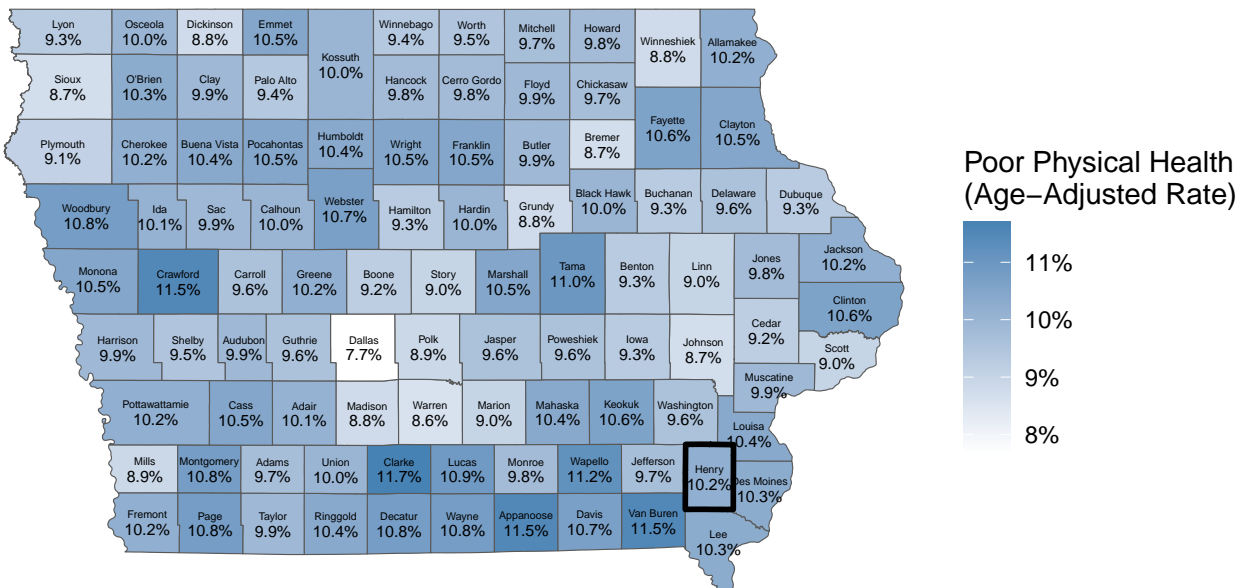 Lyon
9.3%
Osceola
10.0%
Dickinson
8.8%
Emmet
10.5%
Kossuth
10.0%
Winnebago
9.4%
Worth
9.5%
Mitchell
9.7%
Howard
9.8%
Winneshiek
8.8%
Allamakee
10.2%
Sioux
8.7%
O'Brien
10.3%
Clay
9.9%
Palo Alto
9.4%
Hancock
9.8%
Cerro Gordo
9.8%
Floyd
9.9%
Chickasaw
9.7%
Fayette
10.6%
Clayton
10.5%
Plymouth
9.1%
Cherokee
10.2%
Buena Vista
10.4%
Pocahontas
10.5%
Humboldt
10.4%
Wright
10.5%
Franklin
10.5%
Butler
9.9%
Bremer
8.7%
Woodbury
10.8%
Ida
10.1%
Sac
9.9%
Calhoun
10.0%
Webster
10.7%
Hamilton
9.3%
Hardin
10.0%
Grundy
8.8%
Black Hawk
10.0%
Buchanan
9.3%
Delaware
9.6%
Dubuque
9.3%
Monona
10.5%
Crawford
11.5%
Carroll
9.6%
Greene
10.2%
Boone
9.2%
Story
9.0%
Marshall
10.5%
Tama
11.0%
Benton
9.3%
Linn
9.0%
Jones
9.8%
Jackson
10.2%
Clinton
10.6%
Harrison
9.9%
Shelby
9.5%
Audubon
9.9%
Guthrie
9.6%
Dallas
7.7%
Polk
8.9%
Jasper
9.6%
Poweshiek
9.6%
Iowa
9.3%
Johnson
8.7%
Cedar
9.2%
Scott
9.0%
Muscatine
9.9%
Pottawattamie
10.2%
Cass
10.5%
Adair
10.1%
Madison
8.8%
Warren
8.6%
Marion
9.0%
Mahaska
10.4%
Keokuk
10.6%
Washington
9.6%
Louisa
10.4%
Mills
8.9%
Montgomery
10.8%
Adams
9.7%
Union
10.0%
Clarke
11.7%
Lucas
10.9%
Monroe
9.8%
Wapello
11.2%
Jefferson
9.7%
Henry
10.2%
Des Moines
10.3%
Fremont
10.2%
Page
10.8%
Taylor
9.9%
Ringgold
10.4%
Decatur
10.8%
Wayne
10.8%
Appanoose
11.5%
Davis
10.7%
Van Buren
11.5%
Lee
10.3%
Poor Physical Health
(Age−Adjusted Rate)
11%
10%
9%
8%